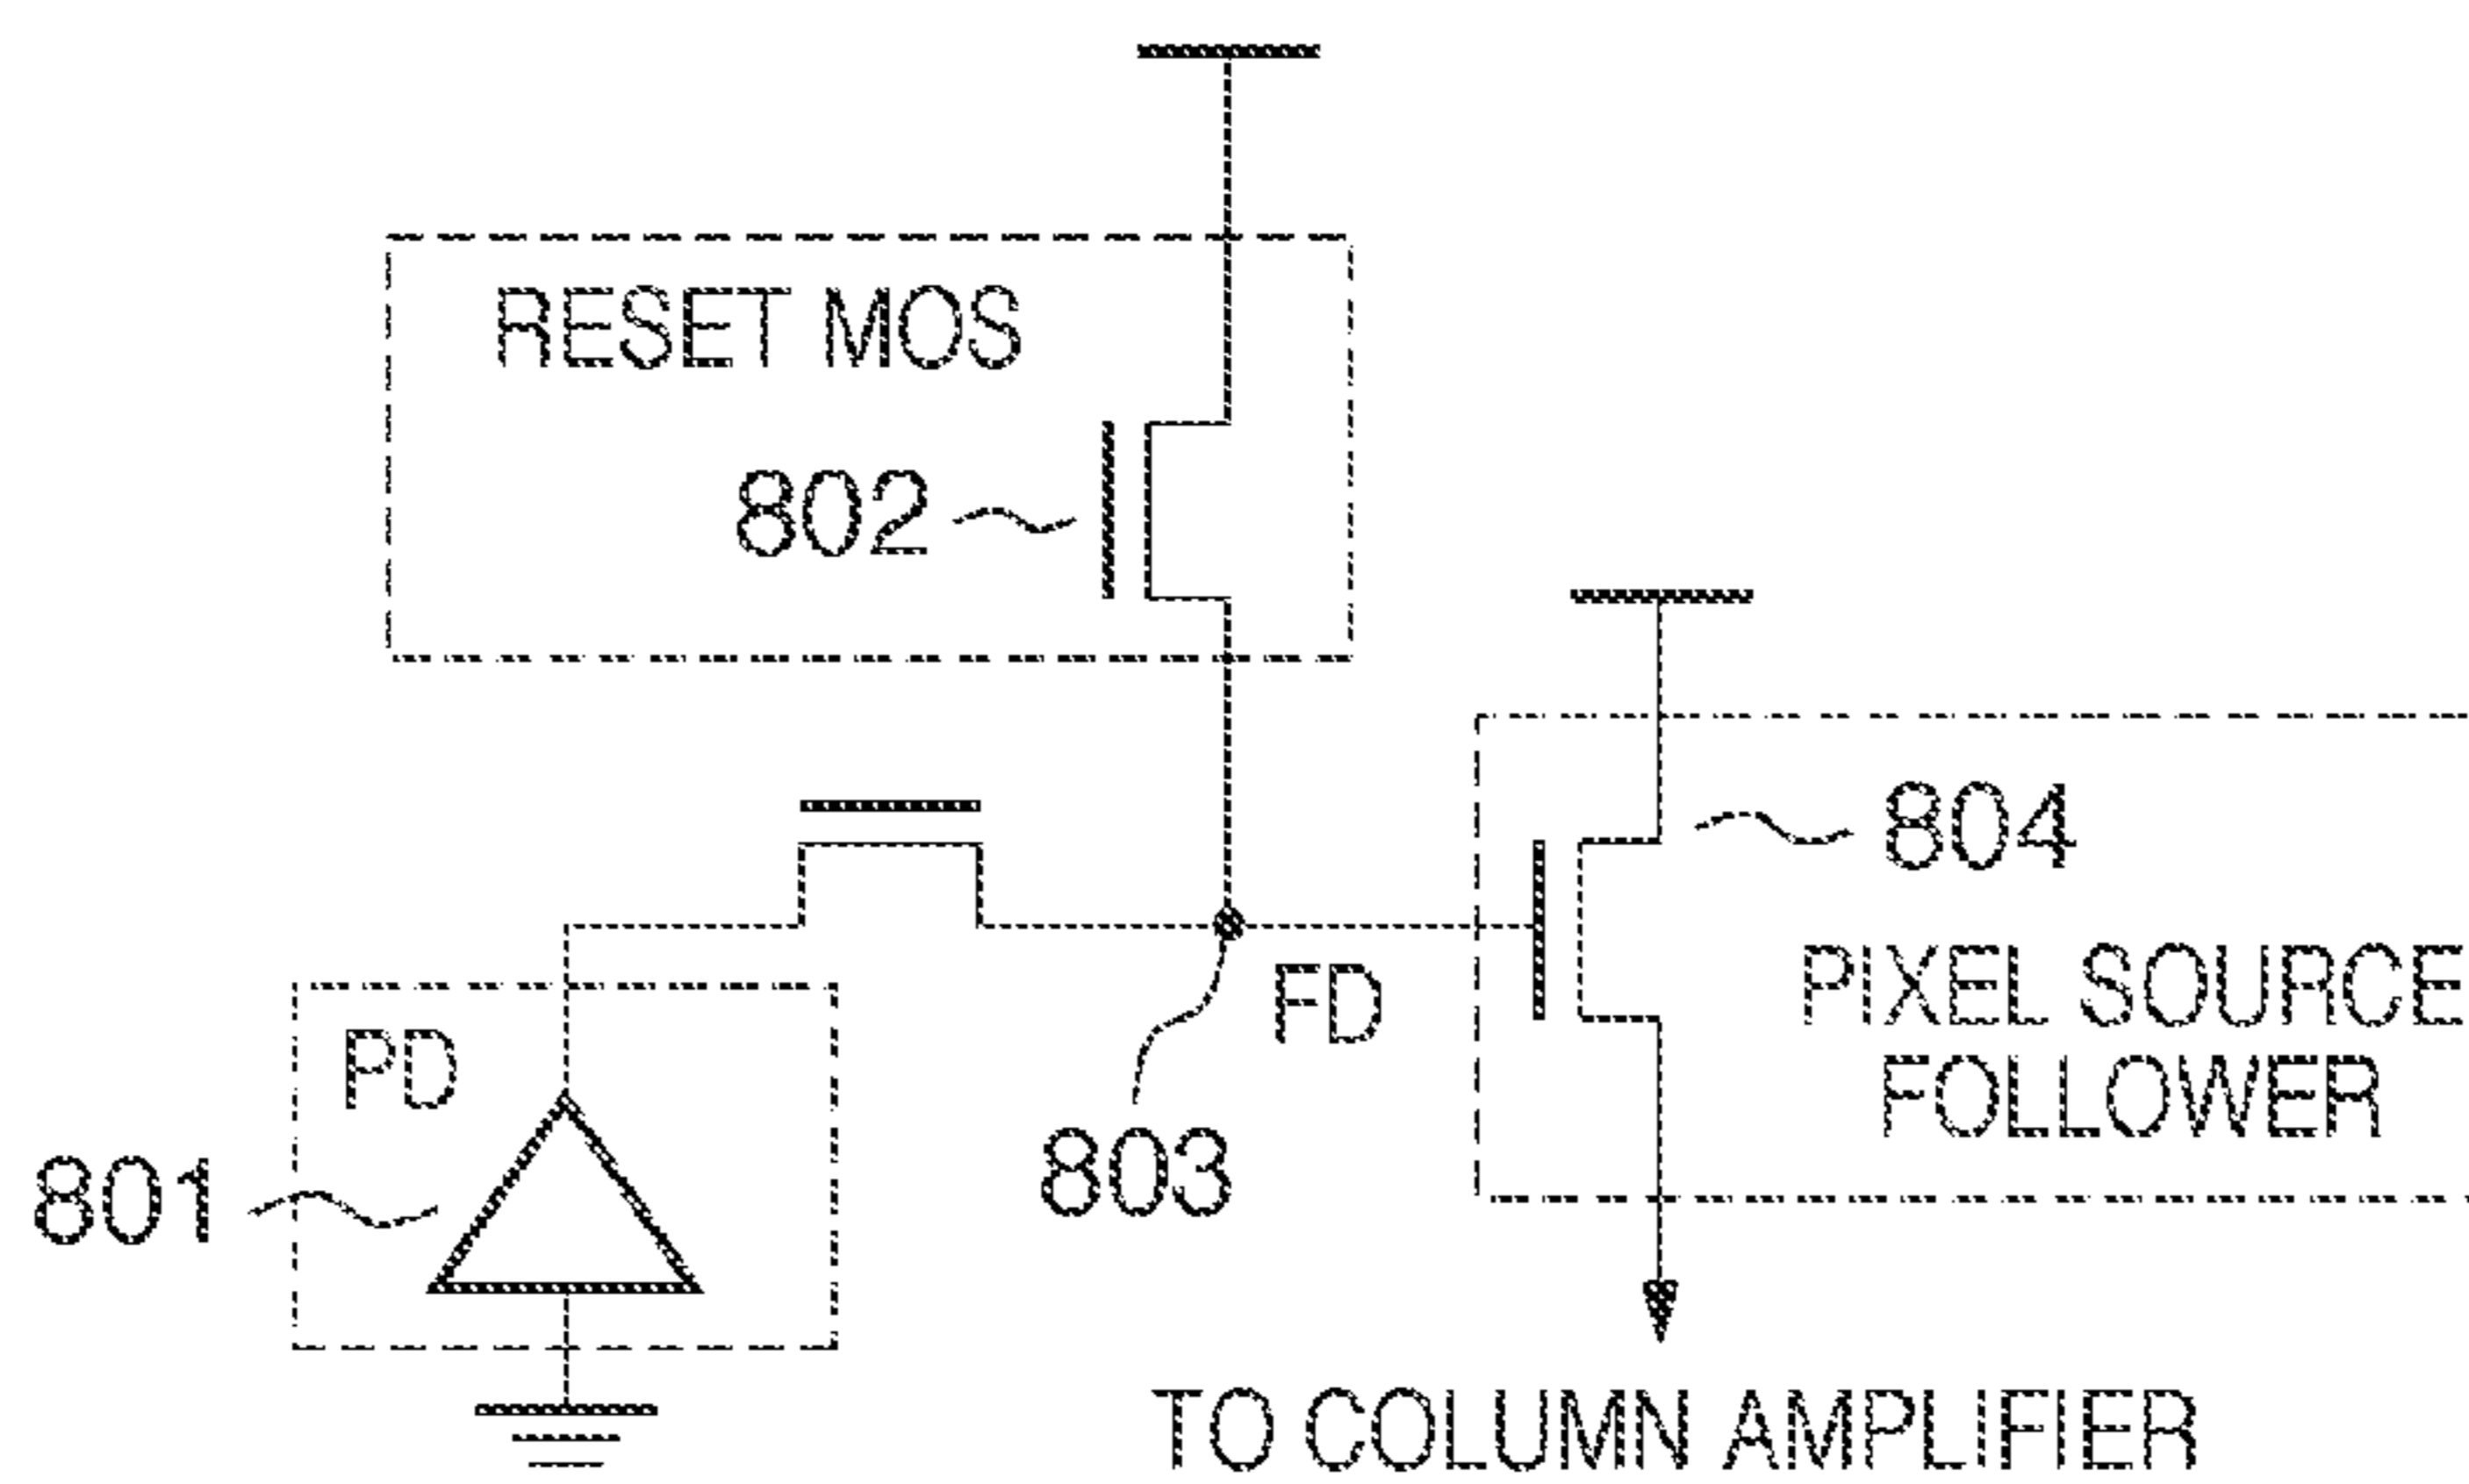 RESET MOS
802
804
PIXEL SOURCE
FOLLOWER
FD
PD
803
801
TO COLUMN AMPLIFIER